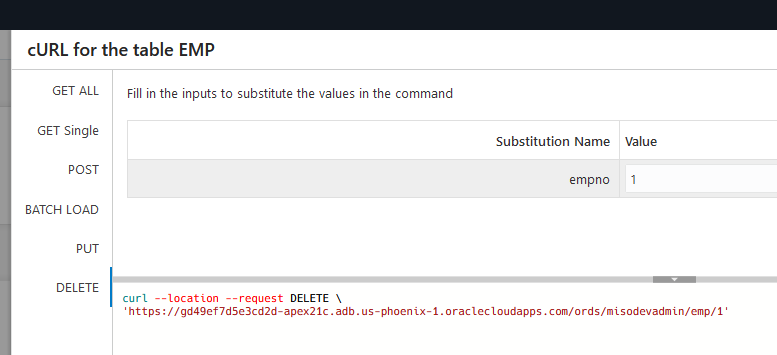 cURL for the table EMP
GET ALL
GET Single
POST
BATCH LOAD
PUT
DELETE
Fill in the inputs to substitute the values in the command
Substitution Name Value
empno 1
curl --location --request DELETE \
'https://gd49ef7d5e3cd2d-apex21c.adb.us-phoenix-1.oraclecloudapps.com/ords/misodevadmin/emp/1'